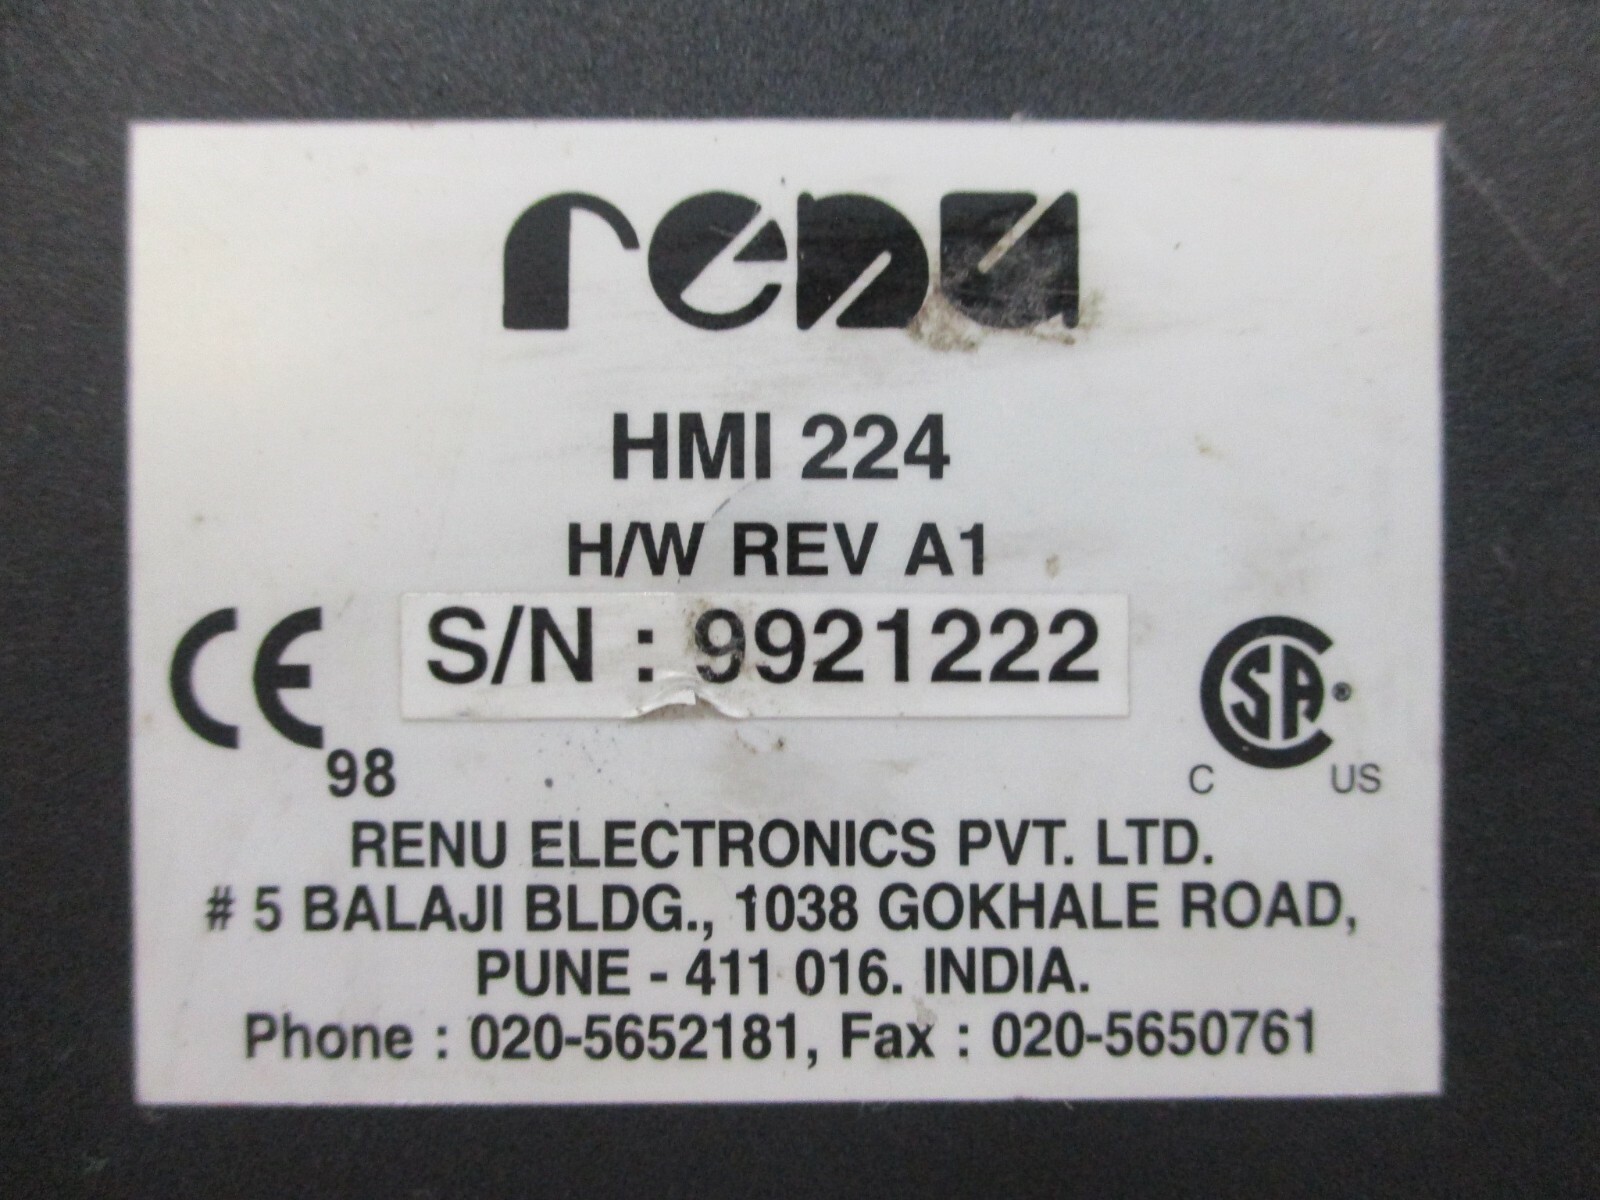 renu
HMI 224
H/W REV A1
S/N : 9921222
CE 98
CSA ®
C US
RENU ELECTRONICS PVT. LTD.
# 5 BALAJI BLDG., 1038 GOKHALE ROAD,
PUNE - 411 016. INDIA.
Phone : 020-5652181, Fax : 020-5650761